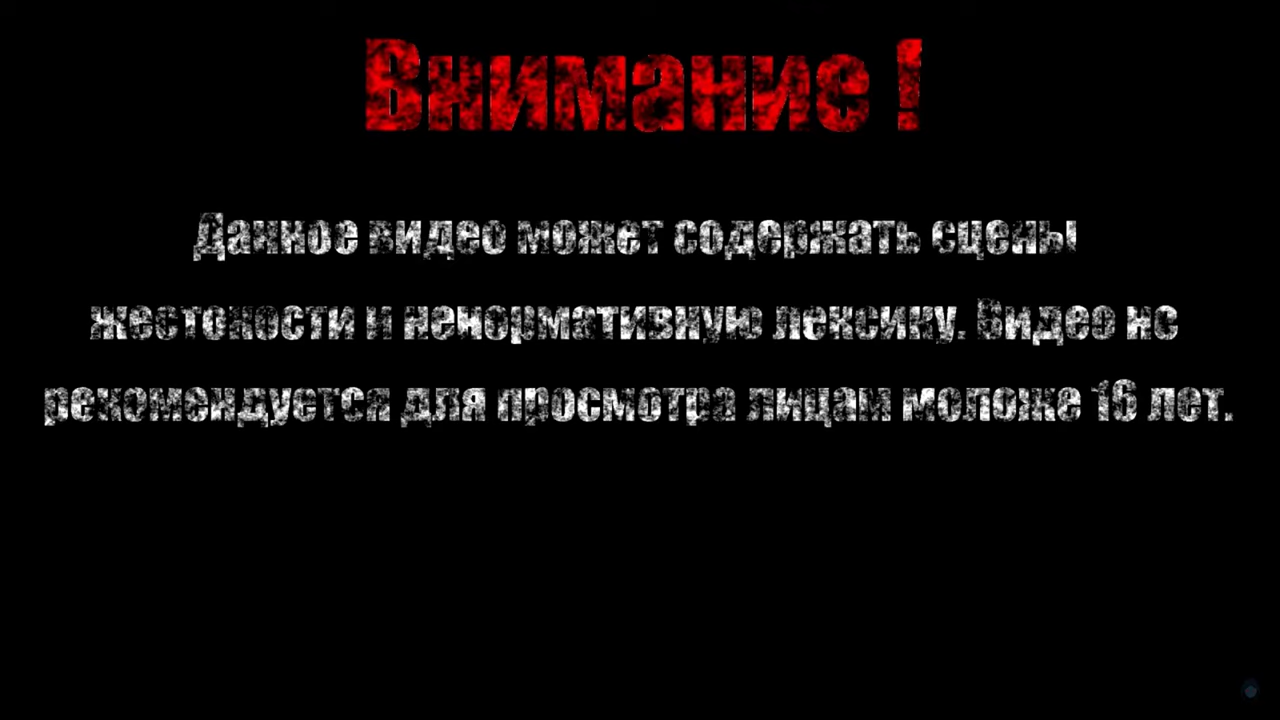 Внимание !
Данное видео может содержать сцены
жестокости и ненормативную лексику. Видео не
рекомендуется для просмотра лицам моложе 16 лет.